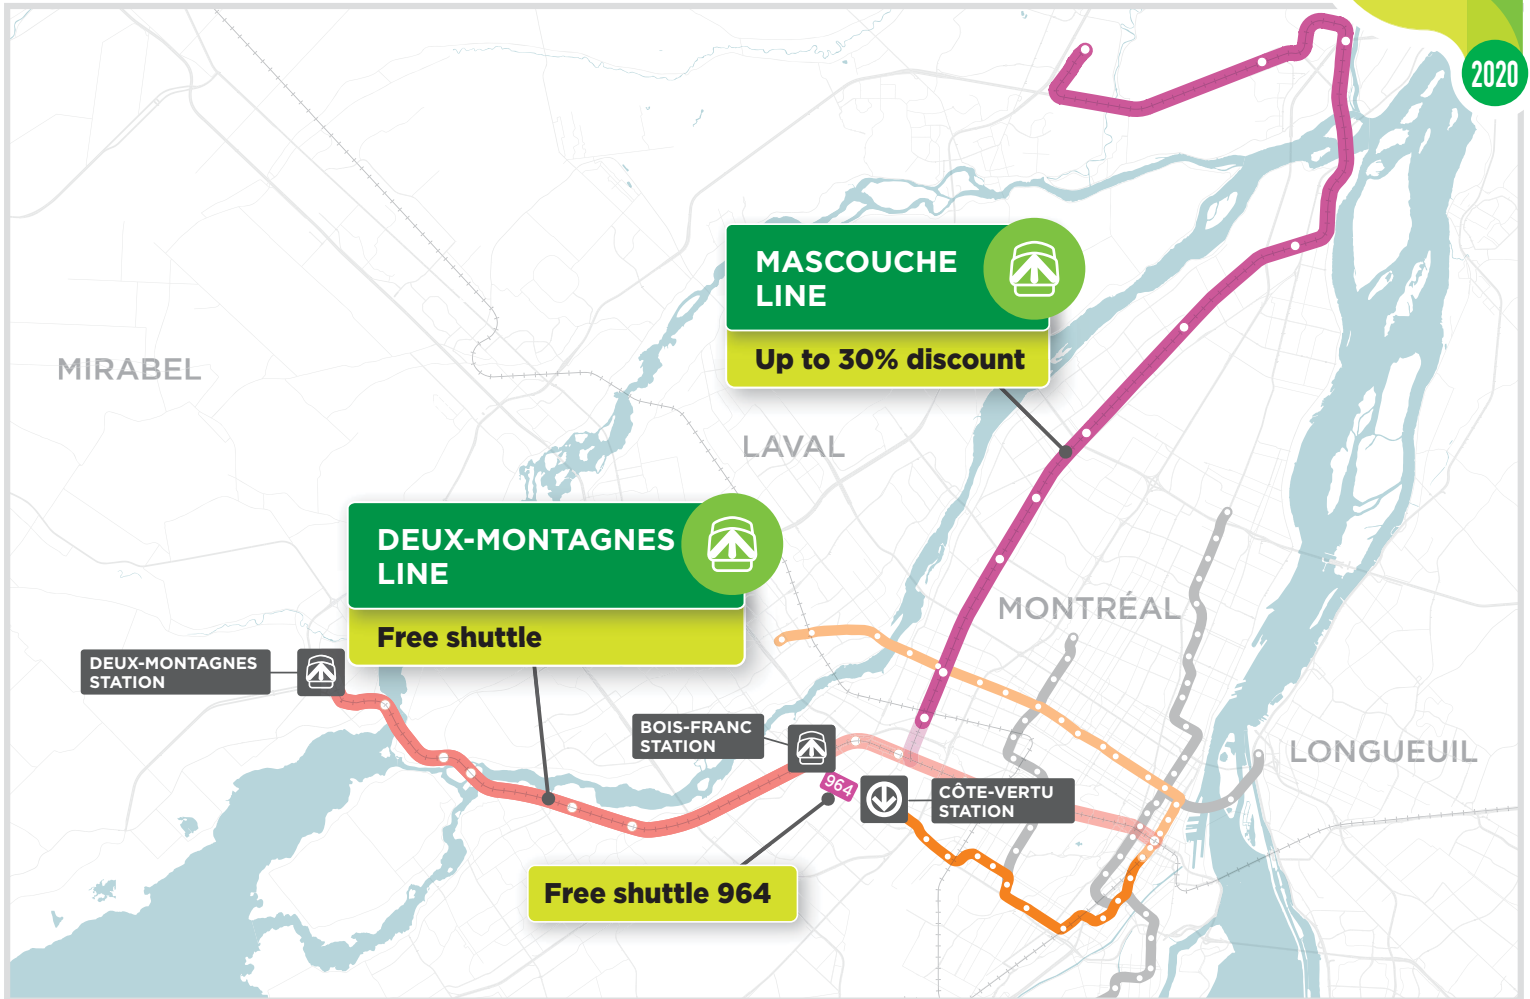 2020
MASCOUCHE
LINE
Up to 30% discount
MIRABEL
LAVAL
DEUX-MONTAGNES
LINE
Free shuttle
MONTRÉAL
DEUX-MONTAGNES
STATION
BOIS-FRANC
STATION
LONGUEUIL
964
CÔTE-VERTU
STATION
Free shuttle 964